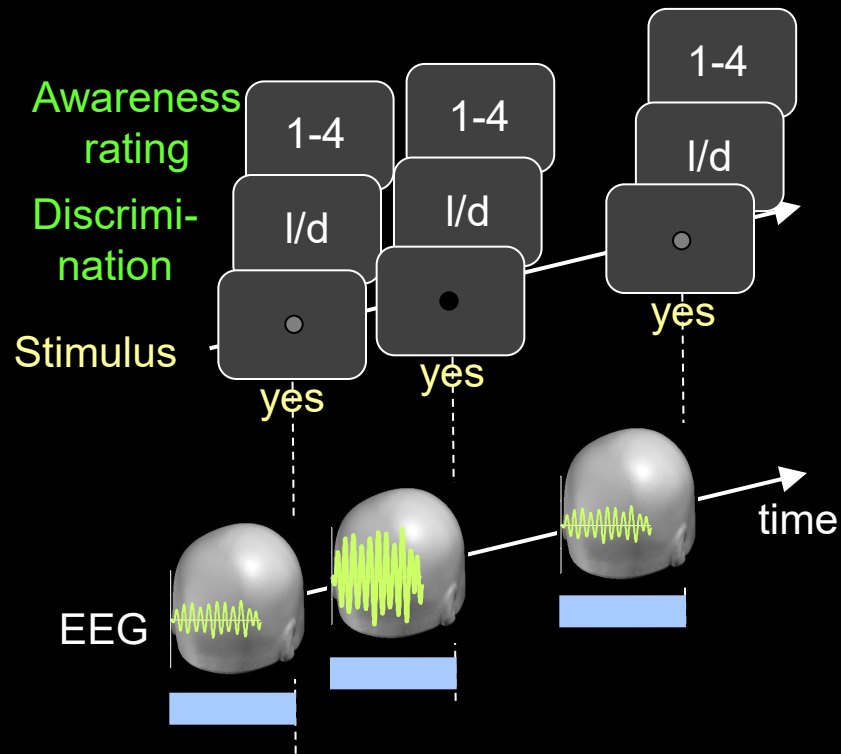 Awareness
rating
1-4
1-4
1-4
Discrimi-
nation
l/d
l/d
l/d
Stimulus
yes
yes
yes
time
EEG